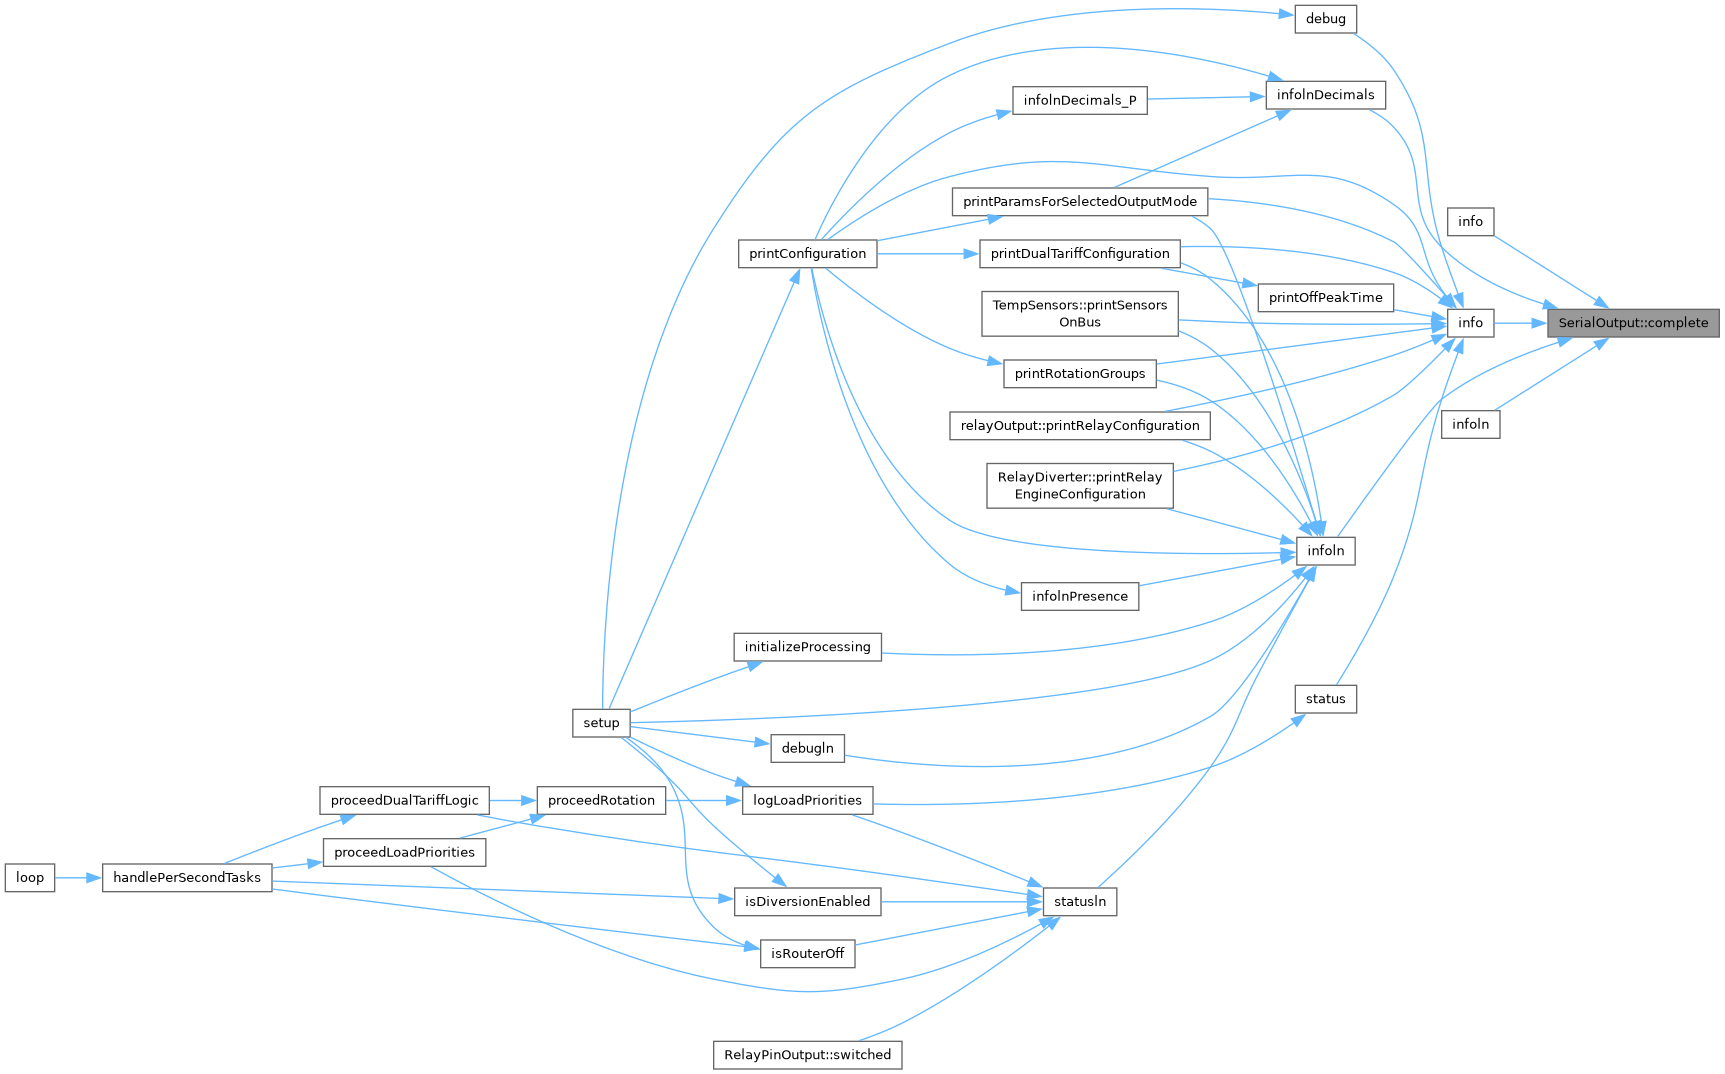 debug
infolnDecimals
infolnDecimals_P
printParamsForSelectedOutputMode
info
printConfiguration
printDualTariffConfiguration
printOffPeakTime
TempSensors::printSensors
OnBus
info
SerialOutput::complete
printRotationGroups
relayOutput::printRelayConfiguration
infoln
RelayDiverter::printRelay
EngineConfiguration
infoln
infolnPresence
initializeProcessing
status
setup
debugln
proceedDualTariffLogic
proceedRotation
logLoadPriorities
proceedLoadPriorities
loop
handlePerSecondTasks
isDiversionEnabled
statusln
isRouterOff
RelayPinOutput::switched